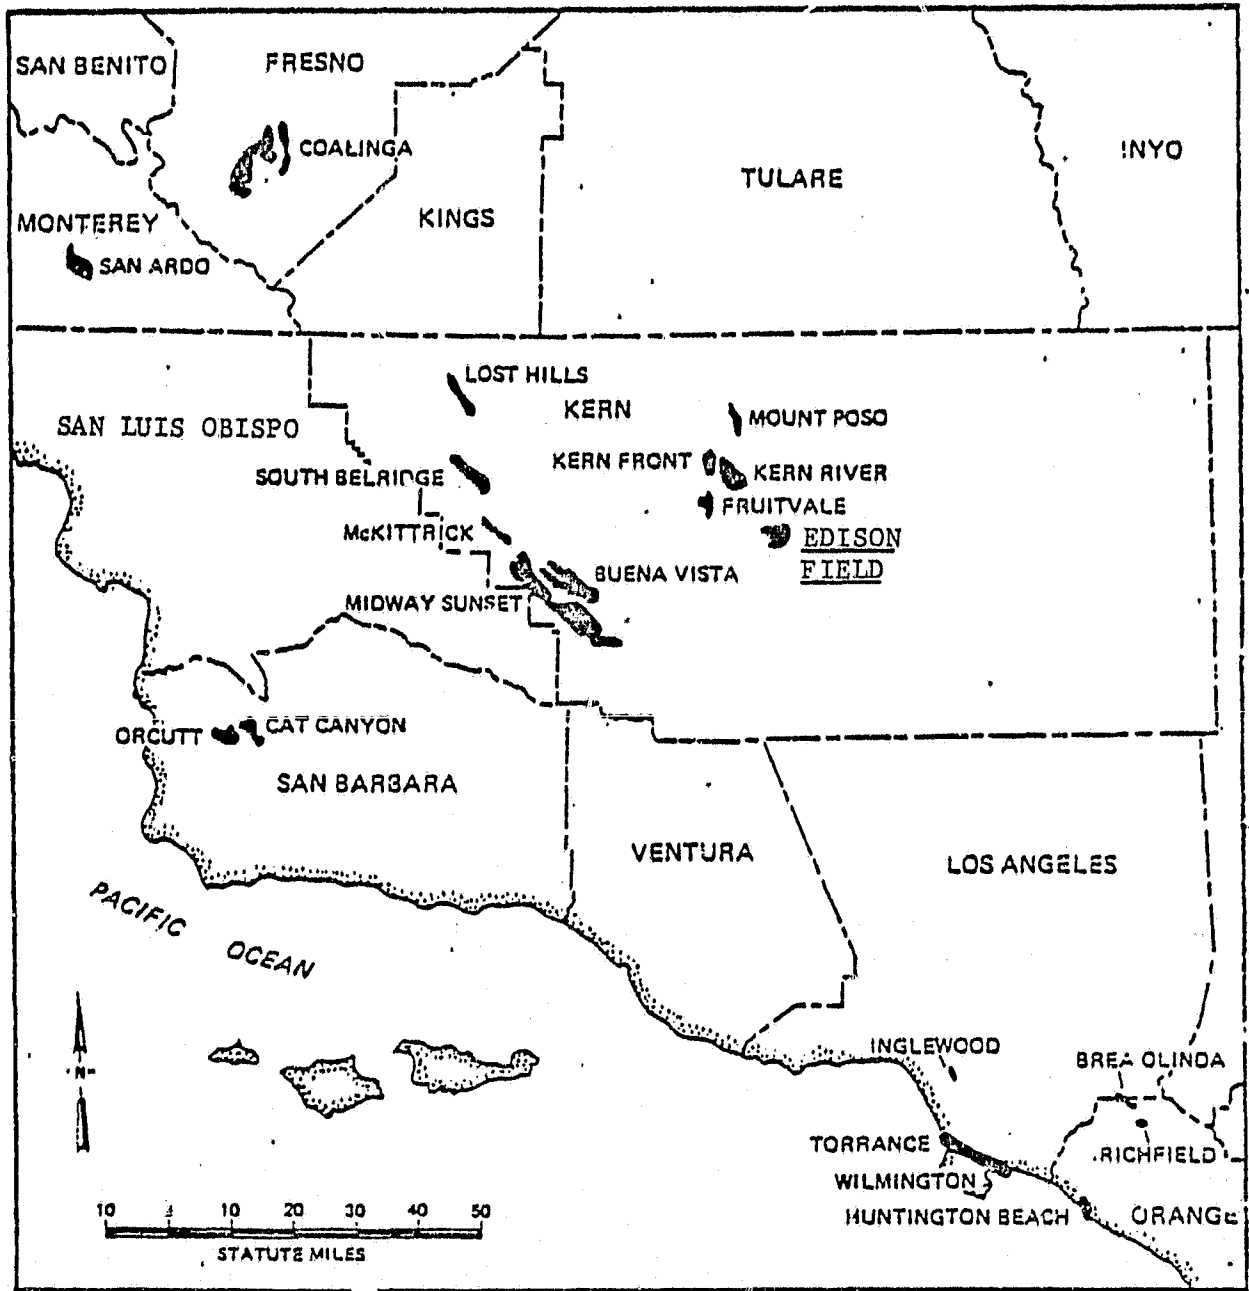 SAN BENITO
FRESNO
COALINGA
INYO
TULARE
MONTEREY
KINGS
SAN ARDO
LOST HILLS
KERN
MOUNT POSO
SAN LUIS OBISPO
KERN FRONT
KERN RIVER
SOUTH BELRIDGE
FRUITVALE
McKITTRICK
EDISON
FIELD
BUENA VISTA
MIDWAY SUNSET
ORCUTT
CAT CANYON
SAN BARBARA
VENTURA
LOS ANGELES
PACIFIC
OCEAN
N
INGLEWOOD
BREA OLINDA
TORRANCE
RICHFIELD
WILMINGTON
HUNTINGTON BEACH
ORANGE
10 10 20 30 40 50
STATUTE MILES